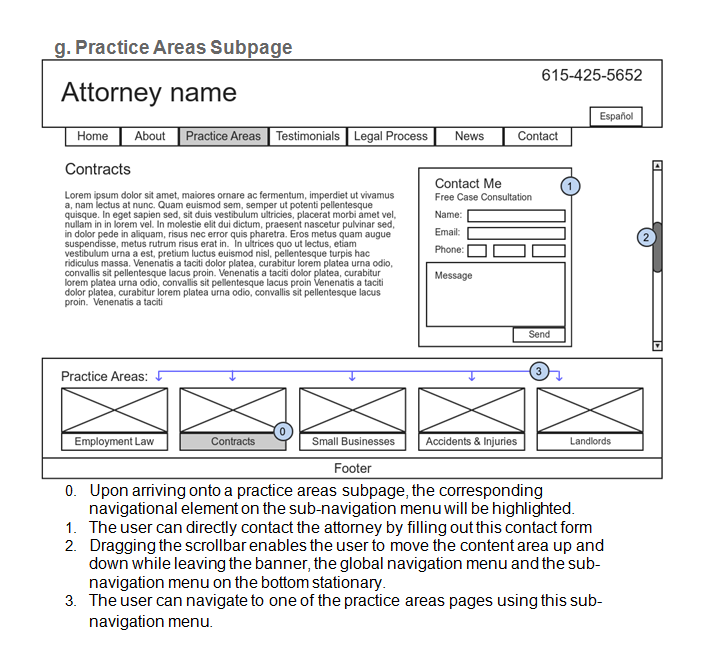 g. Practice Areas Subpage
615-425-5652
Attorney name
Español
Home About Practice Areas Testimonials Legal Process News Contact
Contracts
Lorem ipsum dolor sit amet, maiores ornare ac fermentum, imperdiet ut vivamus
a, nam lectus at nunc. Quam euismod sem, semper ut potenti pellentesque
quisque. In eget sapien sed, sit duis vestibulum ultricies, placerat morbi amet vel,
nullam in in lorem vel. In molestie elit dui dictum, praesent nascetur pulvinar sed,
in dolor pede in aliquam, risus nec error quis pharetra. Eros metus quam augue
suspendisse, metus rutrum risus erat in.  In ultrices quo ut lectus, etiam
vestibulum urna a est, pretium luctus euismod nisl, pellentesque turpis hac
ridiculus massa. Venenatis a taciti dolor platea, curabitur lorem platea urna odio,
convallis sit pellentesque lacus proin. Venenatis a taciti dolor platea, curabitur
lorem platea urna odio, convallis sit pellentesque lacus proin Venenatis a taciti
dolor platea, curabitur lorem platea urna odio, convallis sit pellentesque lacus
proin.  Venenatis a taciti
Contact Me
1
Free Case Consultation
Name:
Email:
Phone:
Message
Send
2
Practice Areas:
3
Employment Law
Contracts
0
Small Businesses
Accidents & Injuries
Landlords
Footer
0. Upon arriving onto a practice areas subpage, the corresponding
navigational element on the sub-navigation menu will be highlighted.
1. The user can directly contact the attorney by filling out this contact form
2. Dragging the scrollbar enables the user to move the content area up and
down while leaving the banner, the global navigation menu and the sub-
navigation menu on the bottom stationary.
3. The user can navigate to one of the practice areas pages using this sub-
navigation menu.